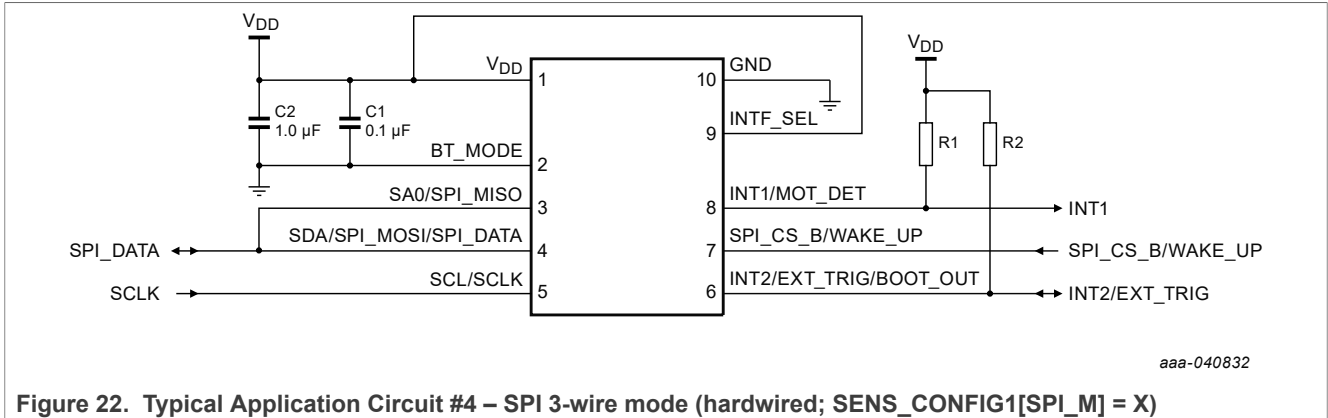 VDD
VDD
VDD
1
10
GND
C2
1.0 µF
C1
0.1 µF
INTF_SEL
9
R1
R2
BT_MODE
2
SA0/SPI_MISO
3
INT1/MOT_DET
8
INT1
SPI_DATA
SDA/SPI_MOSI/SPI_DATA
4
SPI_CS_B/WAKE_UP
7
SPI_CS_B/WAKE_UP
SCLK
SCL/SCLK
5
INT2/EXT_TRIG/BOOT_OUT
6
INT2/EXT_TRIG
aaa-040832
Figure 22. Typical Application Circuit #4 – SPI 3-wire mode (hardwired; SENS_CONFIG1[SPI_M] = X)